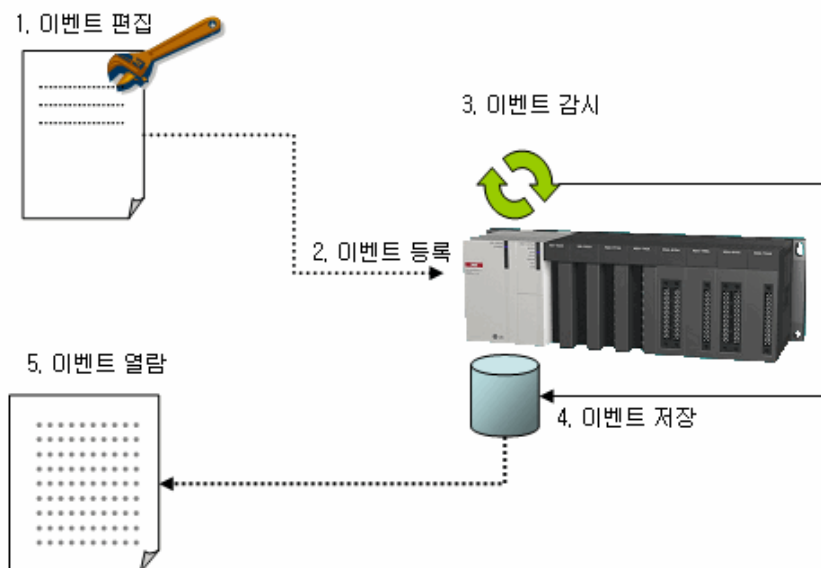 1, 이벤트 편집
3, 이벤트 감시
2, 이벤트 등록
5, 이벤트 열람
4, 이벤트 저장